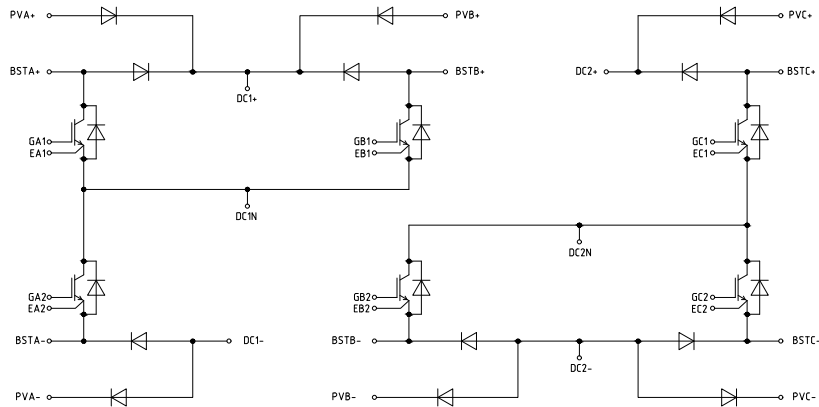 PVA+
PVB+
PVC+
BSTA+
BSTB+
DC2+
BSTC+
DC1+
GA1
EA1
GB1
EB1
GC1
EC1
DC1N
DC2N
GA2
EA2
GB2
EB2
GC2
EC2
BSTA-
DC1-
BSTB-
BSTC-
DC2-
PVA-
PVB-
PVC-